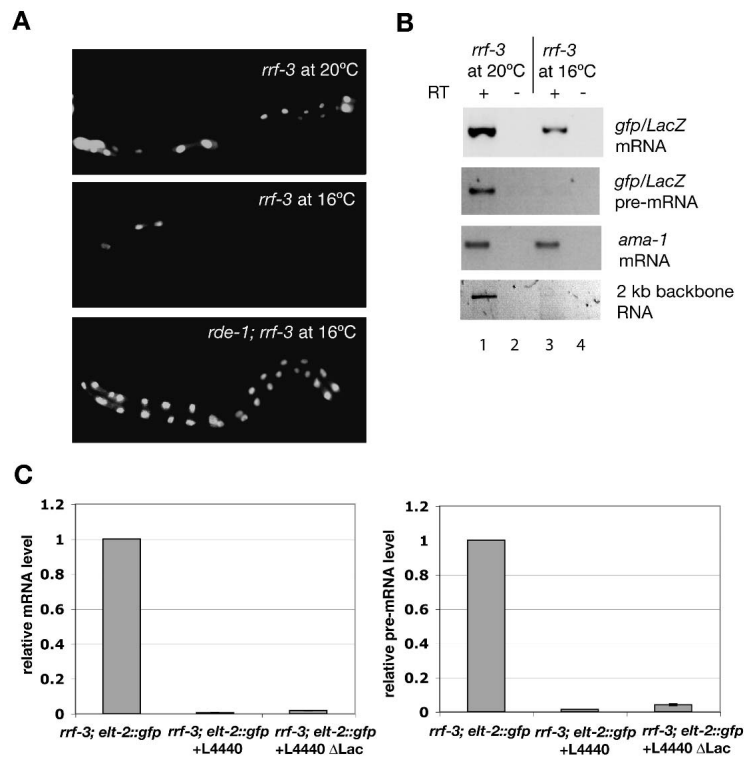 A
rrf-3 at 20ºC
rrf-3 at 16ºC
rde-1; rrf-3 at 16ºC
B
rrf-3 at 20ºC
rrf-3 at 16ºC
RT + - + -
gfp/LacZ mRNA
gfp/LacZ pre-mRNA
ama-1 mRNA
2 kb backbone RNA
1 2 3 4
C
relative mRNA level
1.2
1
0.8
0.6
0.4
0.2
0
rrf-3; elt-2::gfp
rrf-3; elt-2::gfp +L4440
rrf-3; elt-2::gfp +L4440 ΔLac
relative pre-mRNA level
1.2
1
0.8
0.6
0.4
0.2
0
rrf-3; elt-2::gfp
rrf-3; elt-2::gfp +L4440
rrf-3; elt-2::gfp +L4440 ΔLac